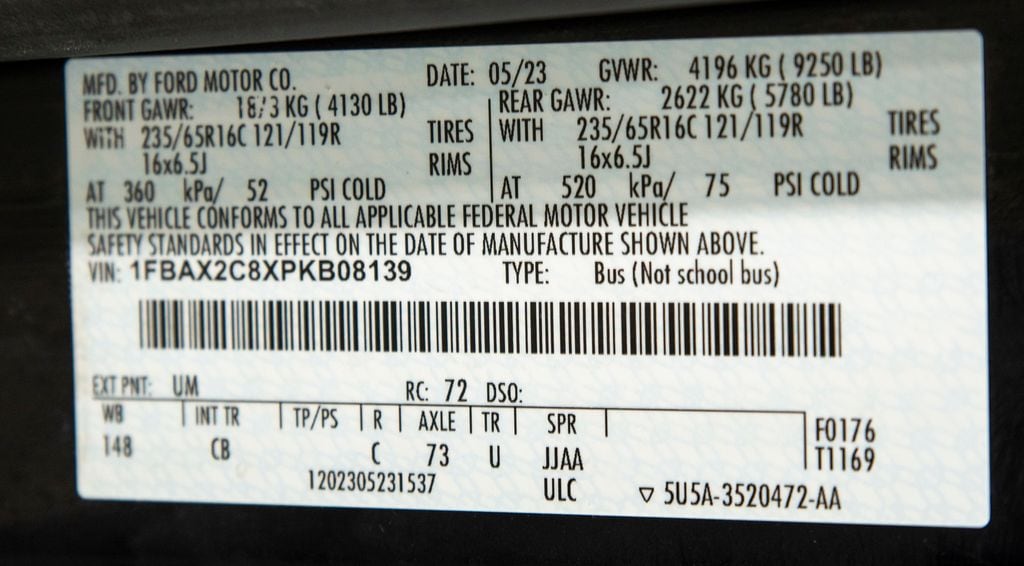 MFD. BY FORD MOTOR CO. DATE: 05/23 GVWR: 4196 KG ( 9250 LB)
FRONT GAWR: 1873 KG ( 4130 LB) REAR GAWR: 2622 KG ( 5780 LB)
WITH 235/65R16C 121/119R TIRES WITH 235/65R16C 121/119R TIRES
16x6.5J RIMS 16x6.5J RIMS
AT 360 kPa/ 52 PSI COLD AT 520 kPa/ 75 PSI COLD
THIS VEHICLE CONFORMS TO ALL APPLICABLE FEDERAL MOTOR VEHICLE
SAFETY STANDARDS IN EFFECT ON THE DATE OF MANUFACTURE SHOWN ABOVE.
VIN: 1FBAX2C8XPKB08139 TYPE: Bus (Not school bus)
EXT PNT: UM RC: 72 DSO:
WB INT TR TP/PS R AXLE TR SPR F0176
148 CB C 73 U JJAA T1169
1202305231537 ULC ▽ 5U5A-3520472-AA